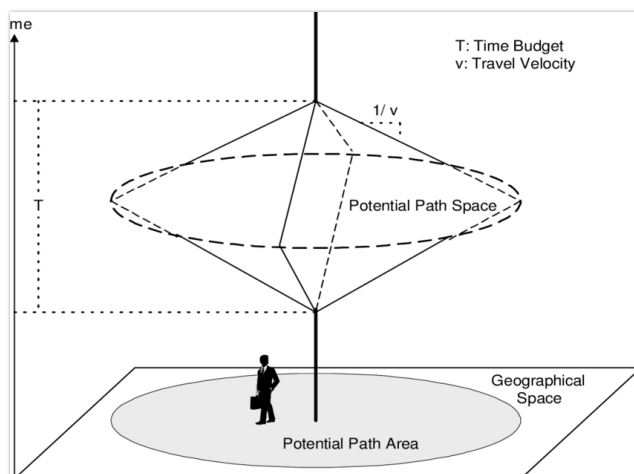 me
T: Time Budget
v: Travel Velocity
1/ v
T
Potential Path Space
Geographical
Space
Potential Path Area